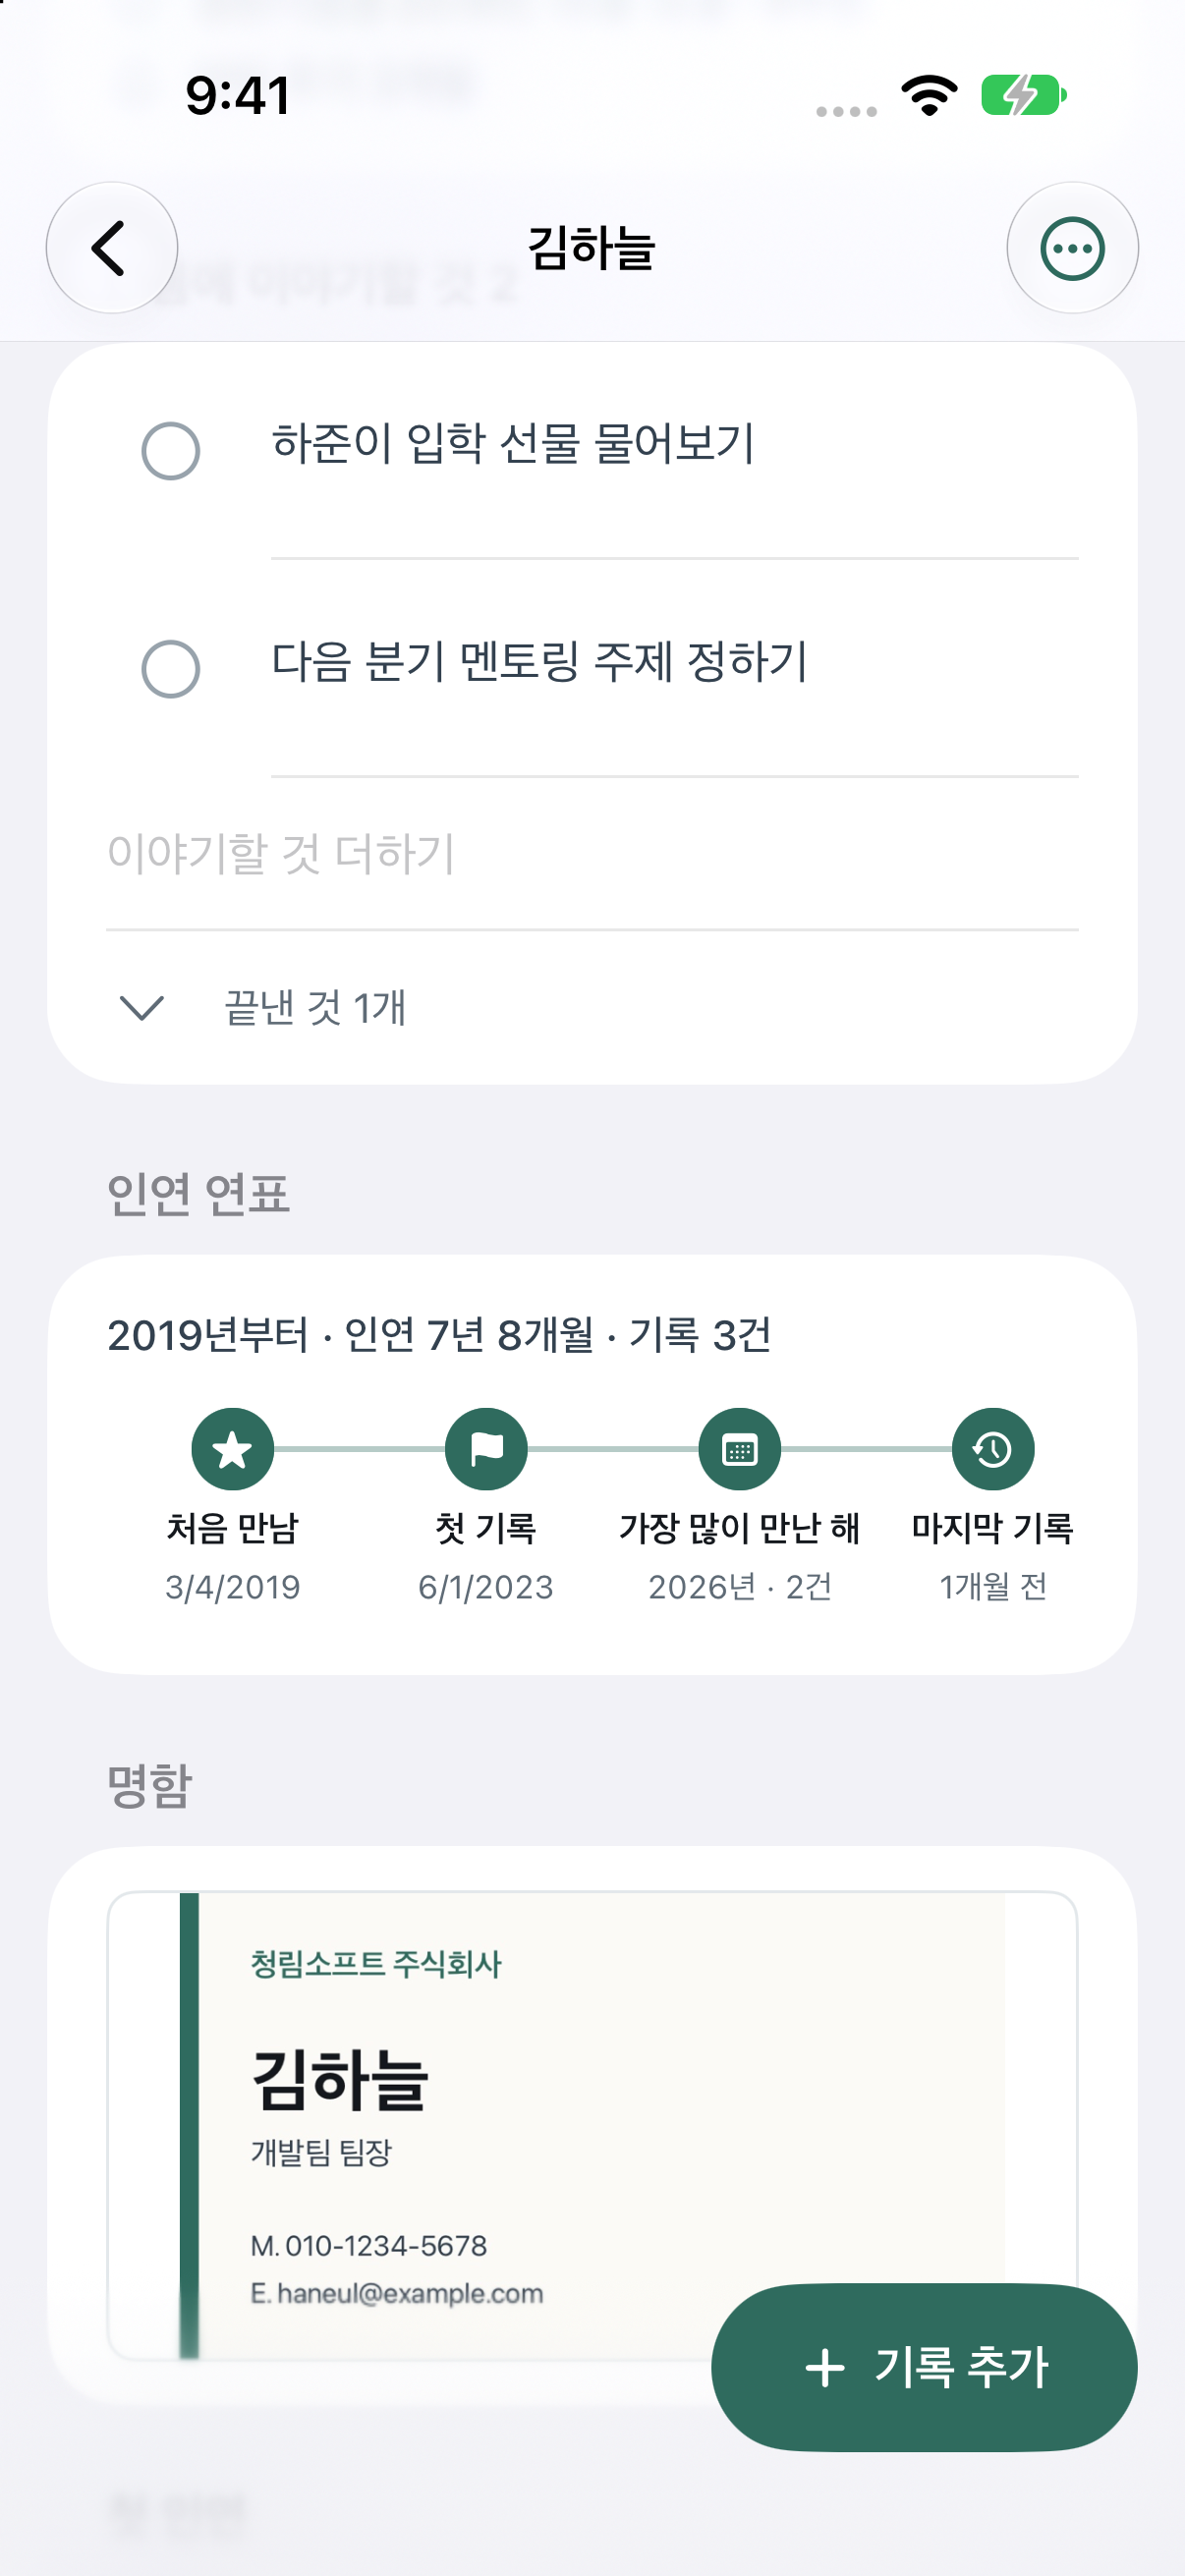 9:41
김하늘
하준이 입학 선물 물어보기
다음 분기 멘토링 주제 정하기
이야기할 것 더하기
끝낸 것 1개
인연 연표
2019년부터 · 인연 7년 8개월 · 기록 3건
처음 만남
3/4/2019
첫 기록
6/1/2023
가장 많이 만난 해
2026년 · 2건
마지막 기록
1개월 전
명함
청림소프트 주식회사
김하늘
개발팀 팀장
M. 010-1234-5678
E. haneul@example.com
+ 기록 추가